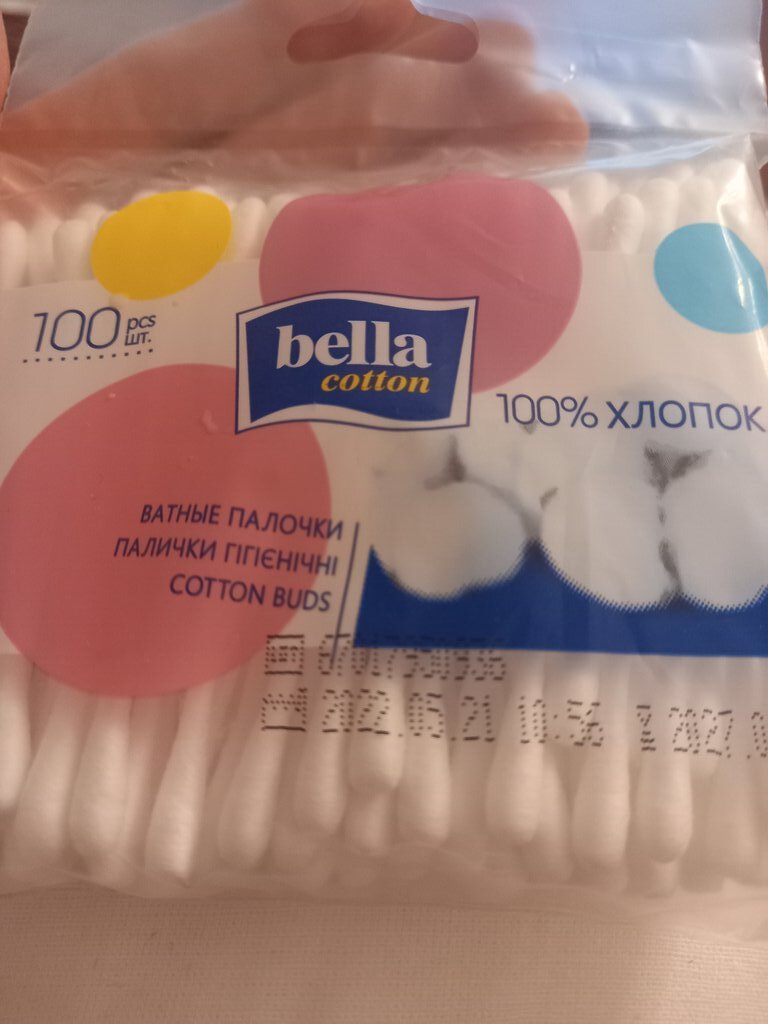 100 pcs
шт.
bella
cotton
100% ХЛОПОК
ВАТНЫЕ ПАЛОЧКИ
ПАЛИЧКИ ГІГІЄНІЧНІ
COTTON BUDS
2022.05.21 10:56